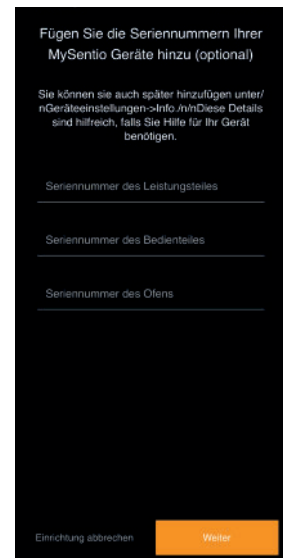 Fügen Sie die Seriennummern Ihrer
MySentio Geräte hinzu (optional)
Sie können sie auch später hinzufügen unter/
nGeräteeinstellungen->Info./n/nDiese Details
sind hilfreich, falls Sie Hilfe für Ihr Gerät
benötigen.
Seriennummer des Leistungsteiles
Seriennummer des Bedienteiles
Seriennummer des Ofens
Einrichtung abbrechen
Weiter